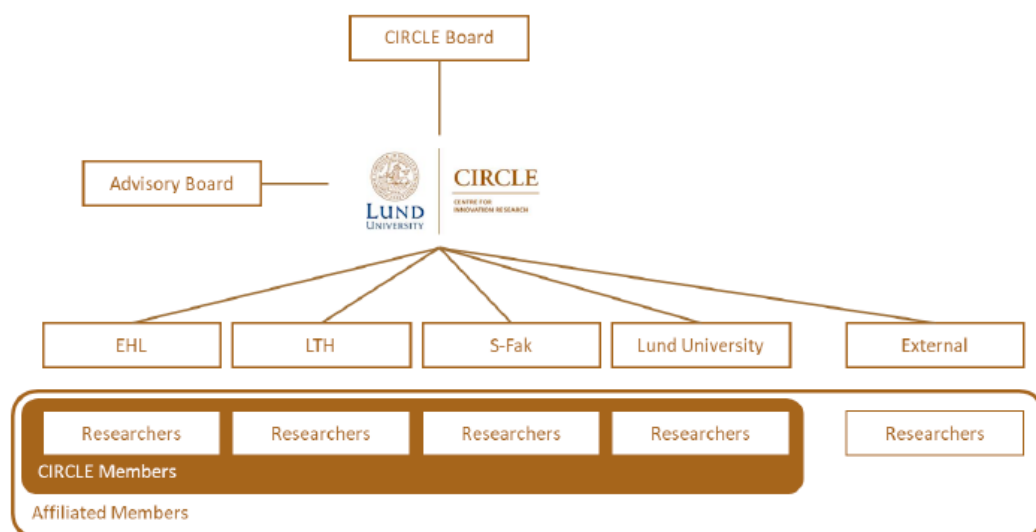 CIRCLE Board
Advisory Board
LUND
UNIVERSITY
CIRCLE
CENTRE FOR
INNOVATION RESEARCH
EHL
LTH
S-Fak
Lund University
External
Researchers
Researchers
Researchers
Researchers
Researchers
CIRCLE Members
Affiliated Members